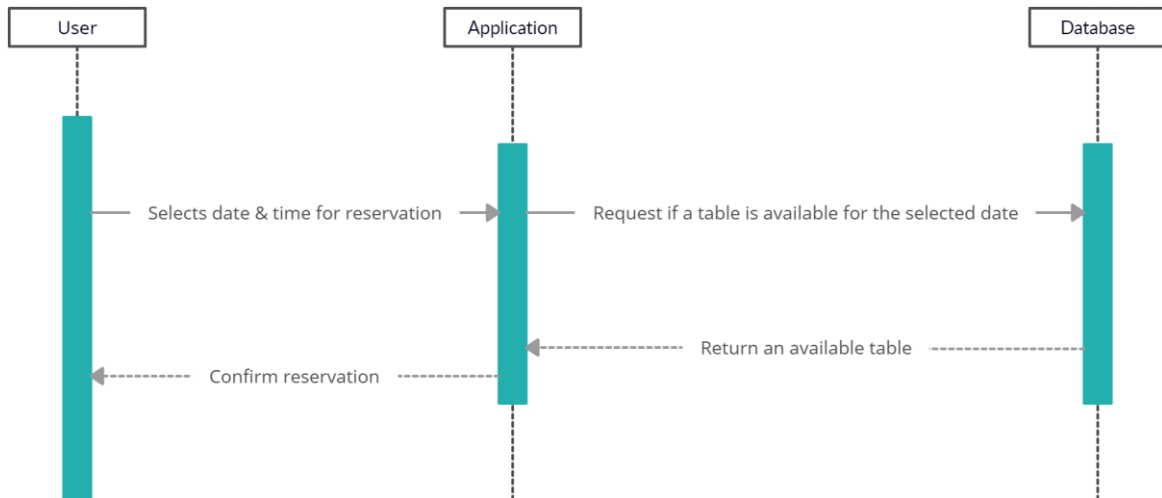 User
Application
Database
Selects date & time for reservation
Request if a table is available for the selected date
Return an available table
Confirm reservation